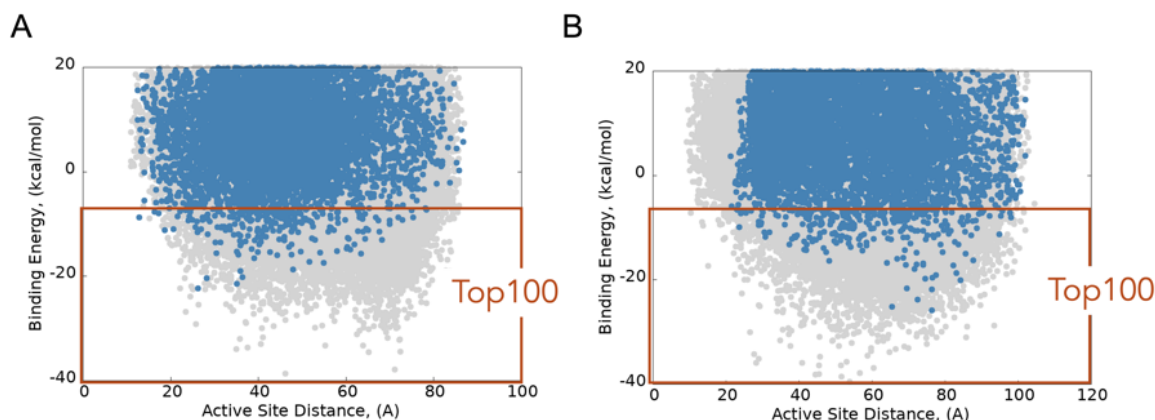 A
B
20
0
-20
-40
Binding Energy, (kcal/mol)
0
20
40
60
80
100
Active Site Distance, (A)
Top100
20
0
-20
-40
Binding Energy, (kcal/mol)
0
20
40
60
80
100
120
Active Site Distance, (A)
Top100